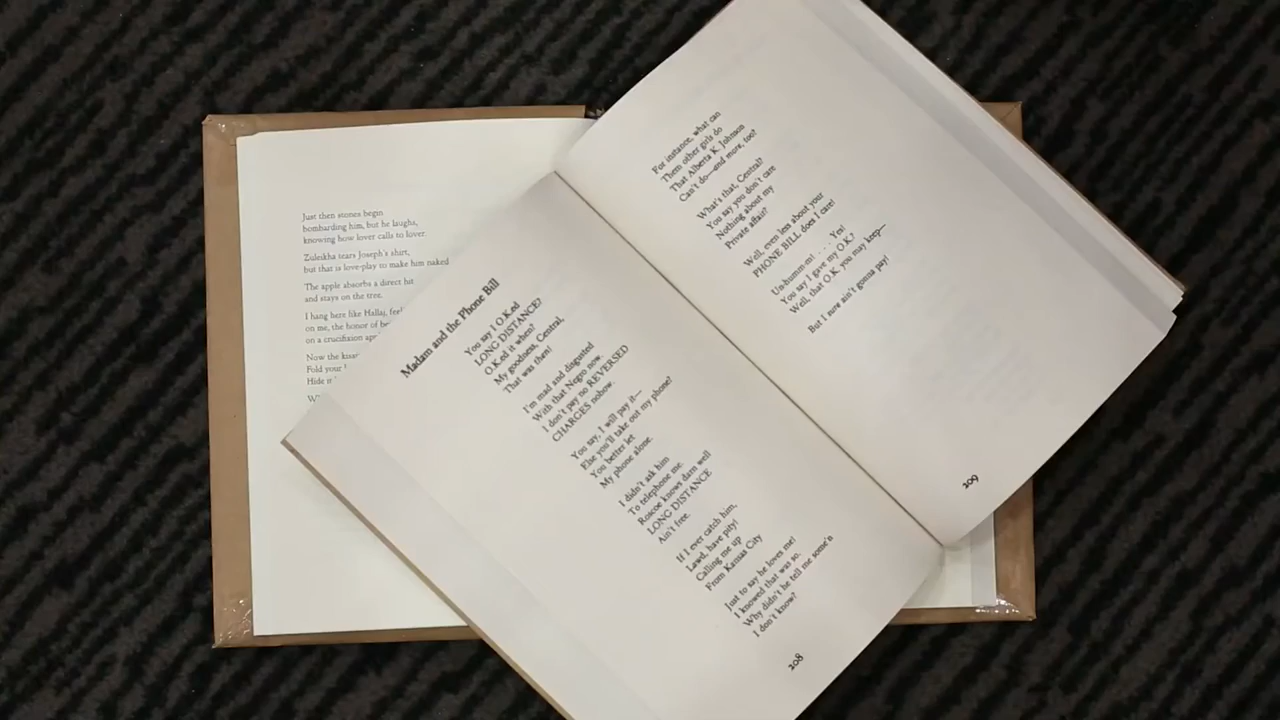 Just then stones begin
bombarding him, but he laughs,
knowing how lover calls to lover.
Zuleikha tears Joseph's shirt,
but that is love-play to make him naked
The apple absorbs a direct hit
and stays on the tree.
I hang here like Hallaj,
on me, the honor of
on a crucifixion
Now the
Fold your
Hide
Madam and the Phone Bill
You say I O.K.ed
LONG DISTANCE?
O.K.ed it when?
My goodness, Central,
That was then!
I'm mad and disgusted
With that Negro now.
I don't pay no REVERSED
CHARGES nohow.
You say, I will pay it—
Else you'll take out my phone?
You better let
My phone alone.
I didn't ask him
To telephone me.
Roscoe knows darn well
LONG DISTANCE
Ain't free.
If I ever catch him,
Lawd, have pity!
Calling me up
From Kansas City
Just to say he loves me!
I knowed that was so.
Why didn't he tell me some'n
I don't know?
208
For instance, what can
Them other girls do
That Alberta K. Johnson
Can't do—and more, too?
What's that, Central?
You say you don't care
Nothing about my
Private affair?
Well, even less about your
PHONE BILL does I care!
Un-humm-m! . . . Yes!
You say I gave my O.K.?
Well, that O.K. you may keep—
But I sure ain't gonna pay!
209